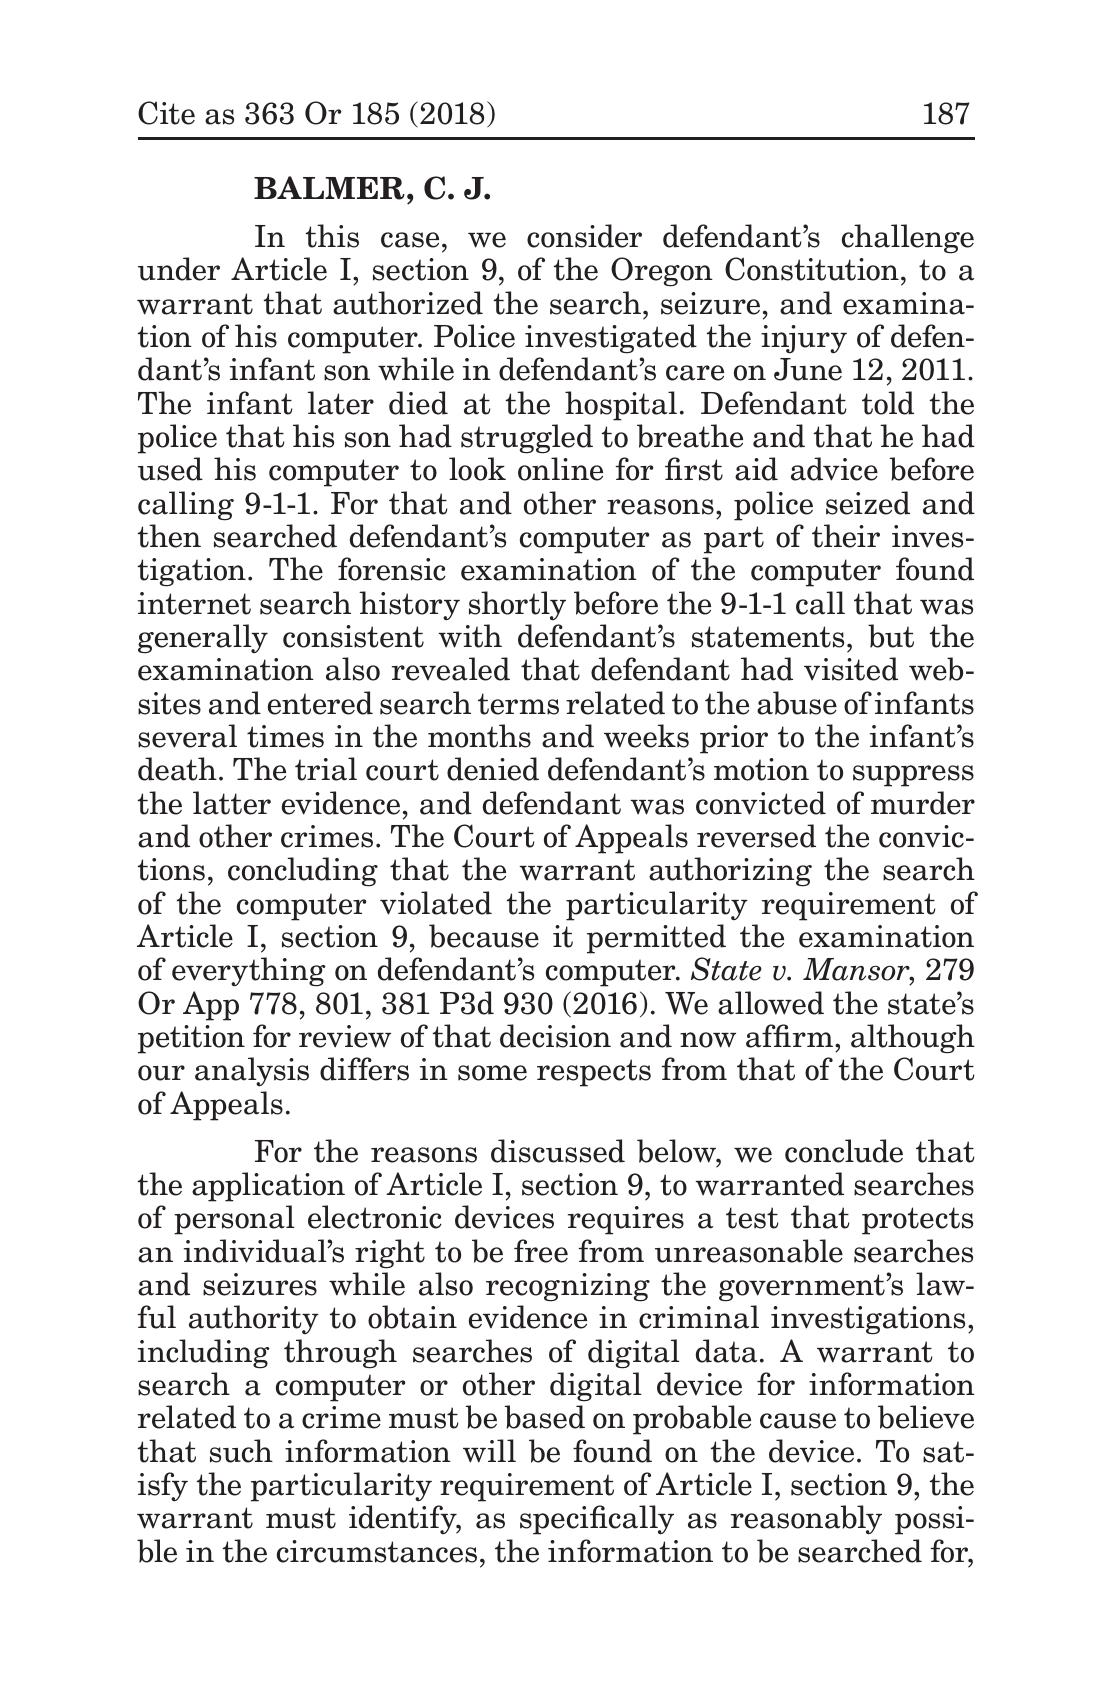 Cite as 363 Or 185 (2018) 187
BALMER, C. J.
In this case, we consider defendant’s challenge
under Article I, section 9, of the Oregon Constitution, to a
warrant that authorized the search, seizure, and examina-
tion of his computer. Police investigated the injury of defen-
dant’s infant son while in defendant’s care on June 12, 2011.
The infant later died at the hospital. Defendant told the
police that his son had struggled to breathe and that he had
used his computer to look online for first aid advice before
calling 9-1-1. For that and other reasons, police seized and
then searched defendant’s computer as part of their inves-
tigation. The forensic examination of the computer found
internet search history shortly before the 9-1-1 call that was
generally consistent with defendant’s statements, but the
examination also revealed that defendant had visited web-
sites and entered search terms related to the abuse of infants
several times in the months and weeks prior to the infant’s
death. The trial court denied defendant’s motion to suppress
the latter evidence, and defendant was convicted of murder
and other crimes. The Court of Appeals reversed the convic-
tions, concluding that the warrant authorizing the search
of the computer violated the particularity requirement of
Article I, section 9, because it permitted the examination
of everything on defendant’s computer. State v. Mansor, 279
Or App 778, 801, 381 P3d 930 (2016). We allowed the state’s
petition for review of that decision and now affirm, although
our analysis differs in some respects from that of the Court
of Appeals.
For the reasons discussed below, we conclude that
the application of Article I, section 9, to warranted searches
of personal electronic devices requires a test that protects
an individual’s right to be free from unreasonable searches
and seizures while also recognizing the government’s law-
ful authority to obtain evidence in criminal investigations,
including through searches of digital data. A warrant to
search a computer or other digital device for information
related to a crime must be based on probable cause to believe
that such information will be found on the device. To sat-
isfy the particularity requirement of Article I, section 9, the
warrant must identify, as specifically as reasonably possi-
ble in the circumstances, the information to be searched for,